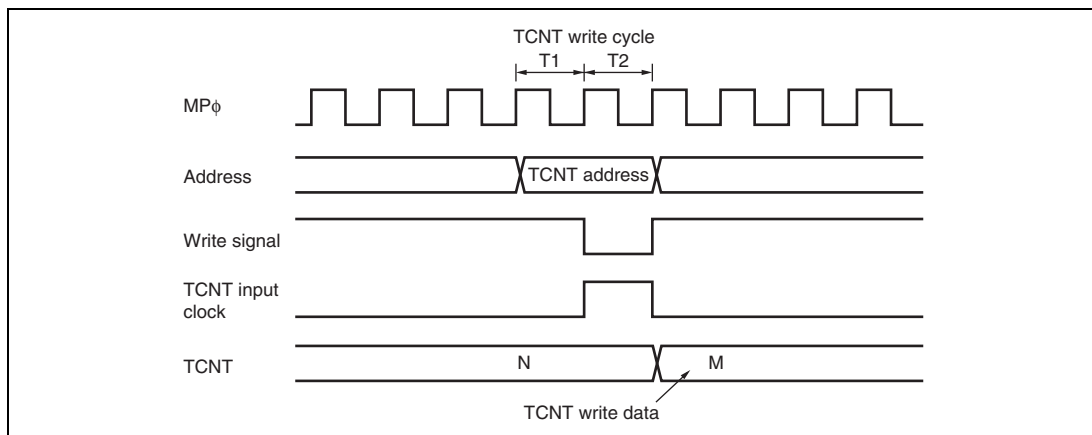 TCNT write cycle
T1 T2
MPϕ
Address
TCNT address
Write signal
TCNT input
clock
TCNT
N
M
TCNT write data